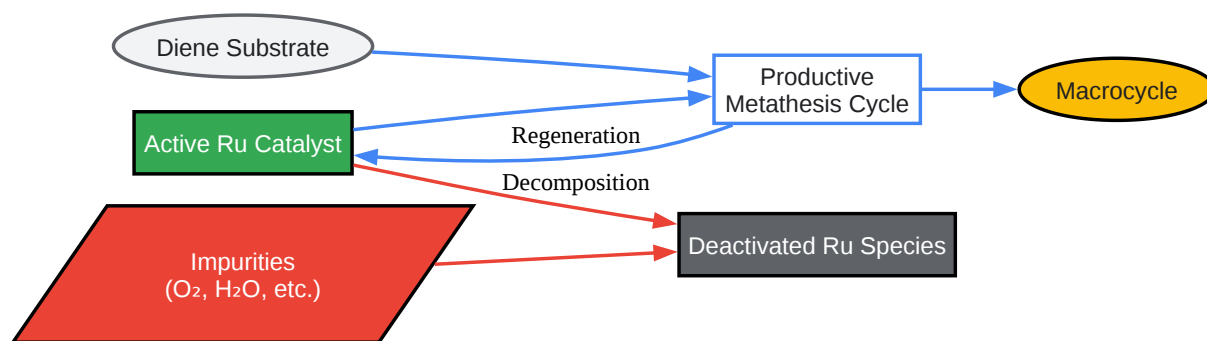 Diene Substrate
Productive
Metathesis Cycle
Macrocycle
Active Ru Catalyst
Regeneration
Decomposition
Impurities
(O₂, H₂O, etc.)
Deactivated Ru Species